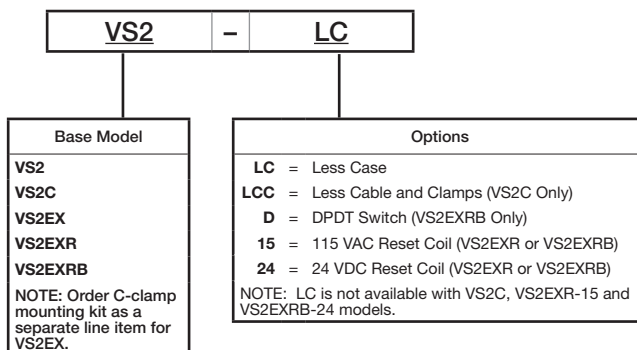 VS2 – LC
Base Model
VS2
VS2C
VS2EX
VS2EXR
VS2EXRB
NOTE: Order C-clamp
mounting kit as a
separate line item for
VS2EX.
Options
LC = Less Case
LCC = Less Cable and Clamps (VS2C Only)
D = DPDT Switch (VS2EXRB Only)
15 = 115 VAC Reset Coil (VS2EXR or VS2EXRB)
24 = 24 VDC Reset Coil (VS2EXR or VS2EXRB)
NOTE: LC is not available with VS2C, VS2EXR-15 and
VS2EXRB-24 models.